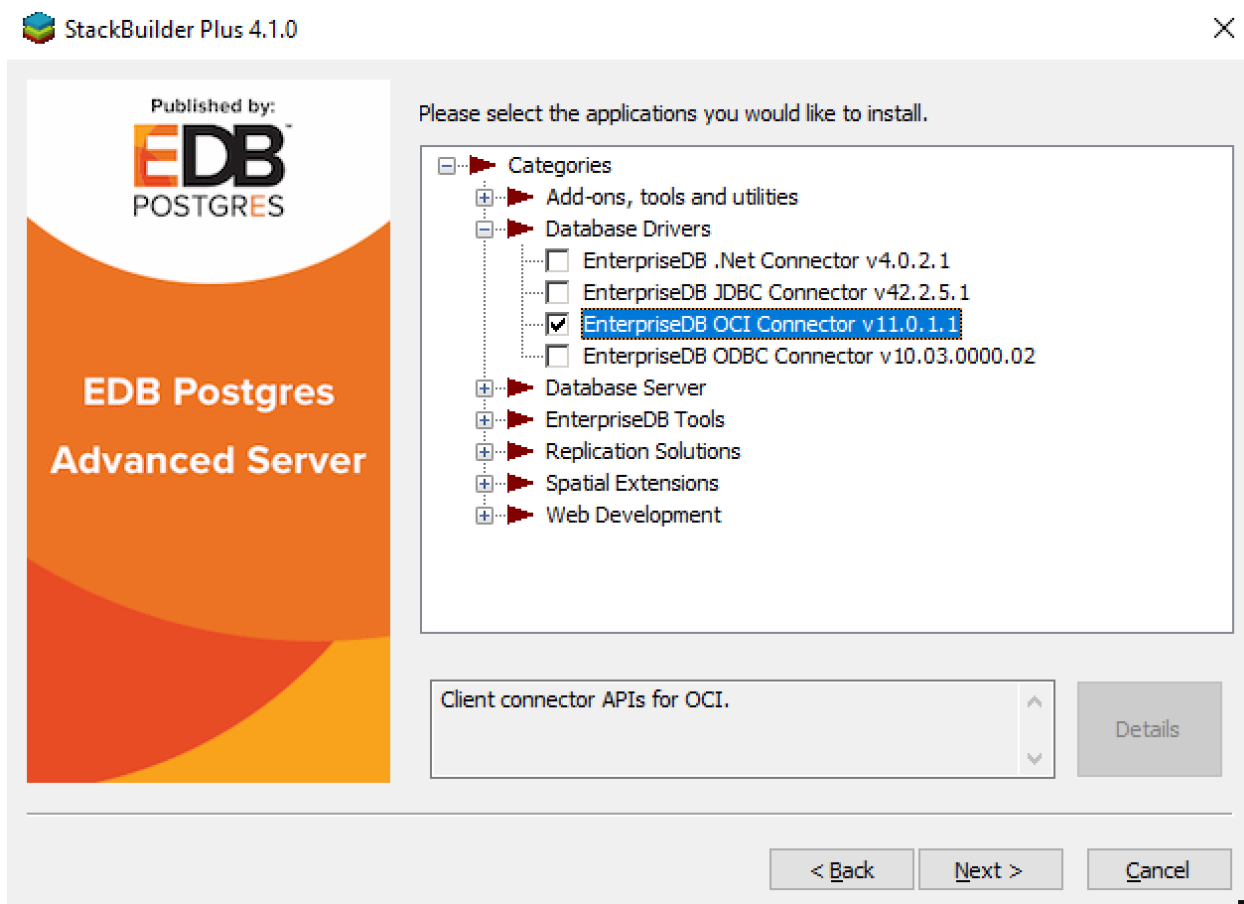 StackBuilder Plus 4.1.0
Published by:
EDB™
POSTGRES
EDB Postgres
Advanced Server
Please select the applications you would like to install.
Categories
Add-ons, tools and utilities
Database Drivers
EnterpriseDB .Net Connector v4.0.2.1
EnterpriseDB JDBC Connector v42.2.5.1
EnterpriseDB OCI Connector v11.0.1.1
EnterpriseDB ODBC Connector v10.03.0000.02
Database Server
EnterpriseDB Tools
Replication Solutions
Spatial Extensions
Web Development
Client connector APIs for OCI.
Details
< Back
Next >
Cancel